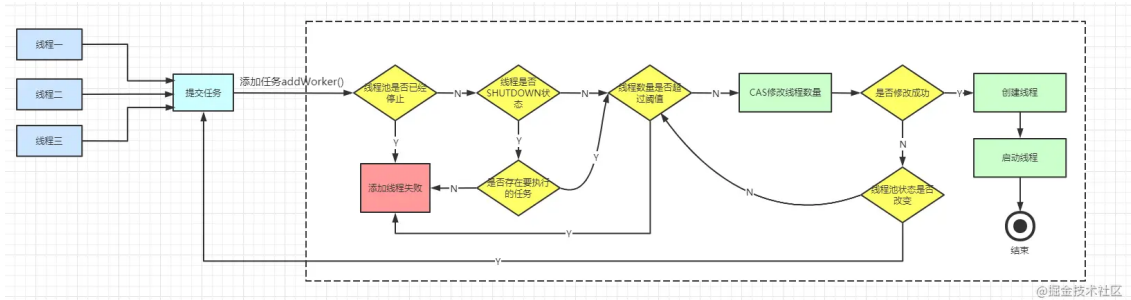 线程一
线程二
线程三
提交任务
添加任务addWorker()
线程池是否已经
停止
N
线程是否
SHUTDOWN状
态
N
线程数量是否超
过阈值
N
CAS修改线程数量
是否修改成功
Y
创建线程
Y
Y
Y
N
启动线程
添加线程失败
N
是否存在要执行
的任务
N
线程池状态是否
改变
Y
结束
Y
@掘金技术社区